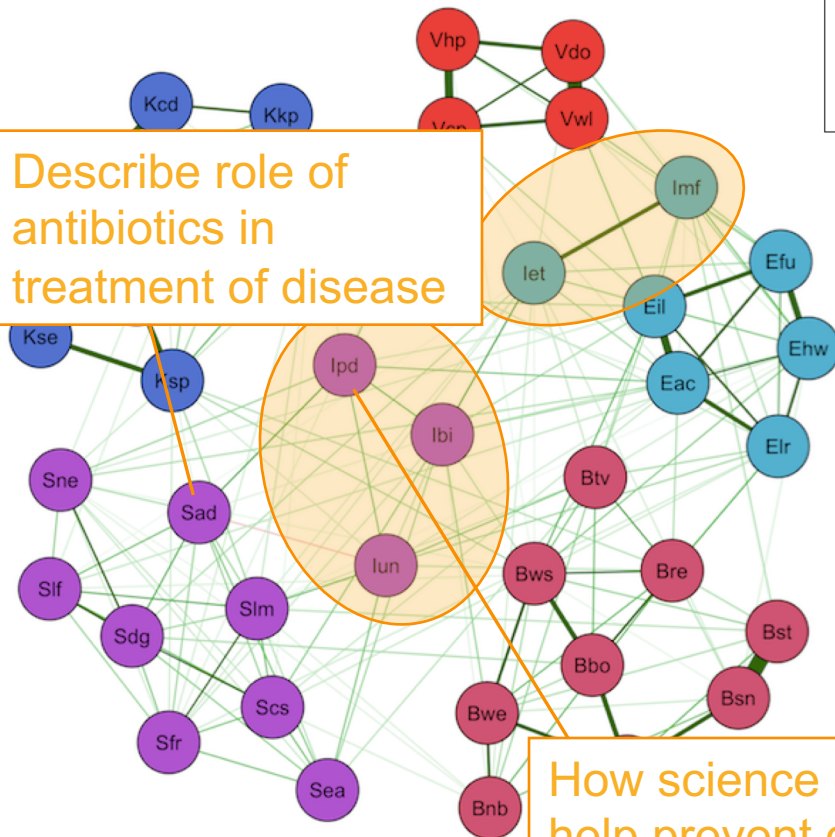 Vhp
Vdo
Kcd
Kkp
Vwl
Describe role of
antibiotics in
treatment of disease
Imf
Iet
Efu
Eil
Kse
Ehw
Ipd
Ksp
Eac
Ibi
Elr
Sne
Btv
Sad
Iun
Bws
Bre
Slf
Slm
Sdg
Bst
Bbo
Bsn
Scs
Bwe
Sfr
Sea
Bnb
How science
help prevent